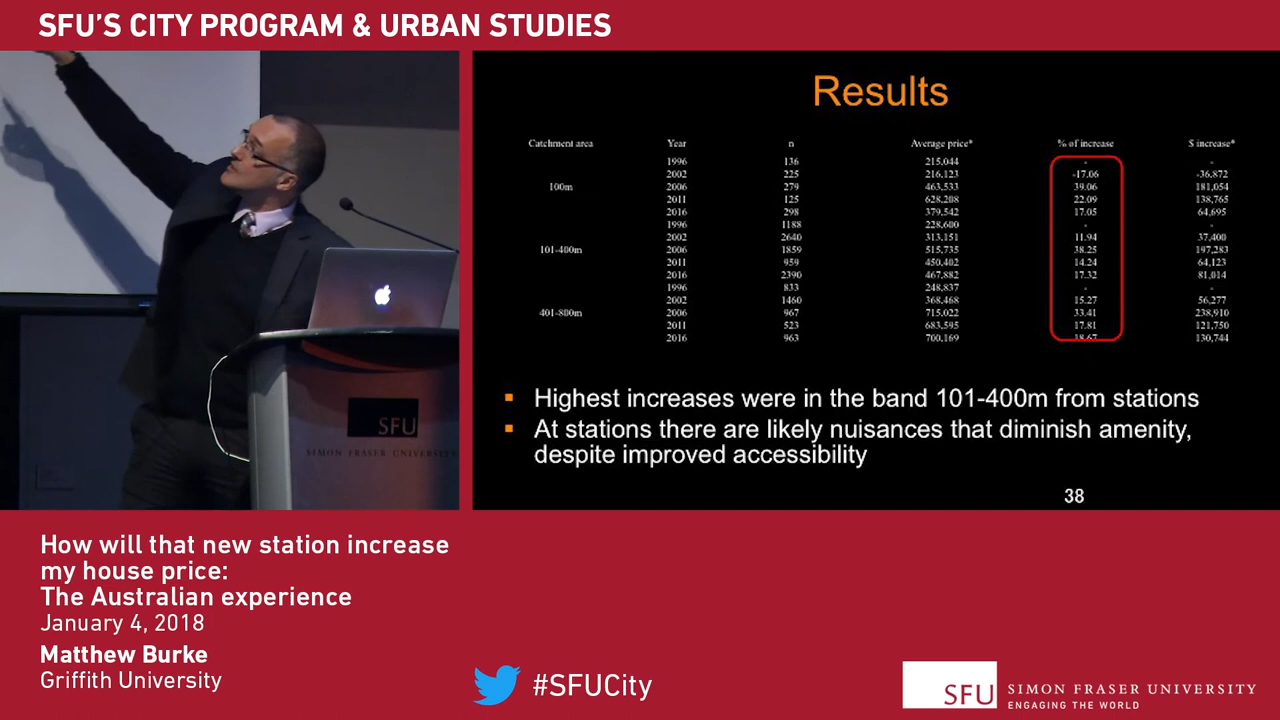 SFU'S CITY PROGRAM & URBAN STUDIES
Results
Catchment area Year n Average price* % of increase $ increase*
1996 136 215,044 - -
2002 225 216,123 -17.06 -36,872
100m 2006 279 463,533 39.06 181,054
2011 125 628,208 22.09 138,765
2016 298 379,542 17.05 64,695
1996 1188 228,600 - -
2002 2640 313,151 11.94 37,400
101-400m 2006 1859 515,735 38.25 197,283
2011 959 450,402 14.24 64,123
2016 2390 467,882 17.32 81,014
1996 833 248,837 - -
2002 1460 368,468 15.27 56,277
401-800m 2006 967 715,022 33.41 238,910
2011 523 683,595 17.81 121,750
2016 963 700,169 18.67 130,744
Highest increases were in the band 101-400m from stations
At stations there are likely nuisances that diminish amenity,
despite improved accessibility
38
SFU
SIMON FRASER UNIVERSITY
How will that new station increase
my house price:
The Australian experience
January 4, 2018
Matthew Burke
Griffith University
#SFUCity
SFU SIMON FRASER UNIVERSITY
ENGAGING THE WORLD